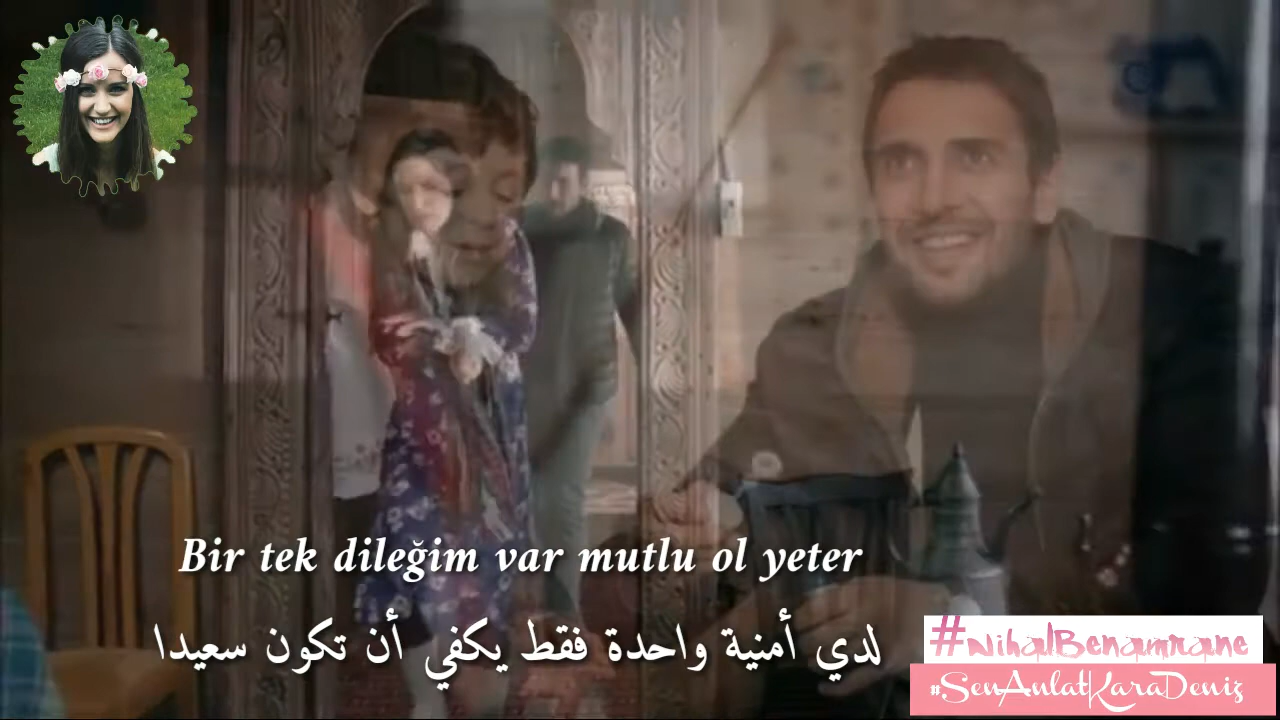 Bir tek dileğim var mutlu ol yeter
لدي أمنية واحدة فقط يكفي أن تكون سعيدا
#NihalBenamrane
#SenAnlatKaraDeniz